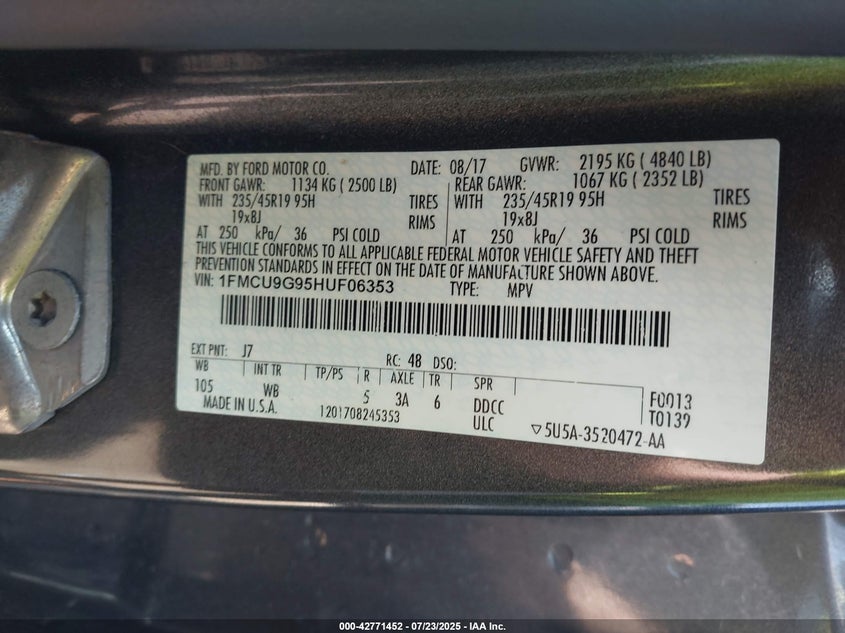 MFD. BY FORD MOTOR CO. DATE: 08/17 GVWR: 2195 KG ( 4840 LB)
FRONT GAWR: 1134 KG ( 2500 LB) REAR GAWR: 1067 KG ( 2352 LB)
WITH 235/45R19 95H TIRES WITH 235/45R19 95H TIRES
19x8J RIMS 19x8J RIMS
AT 250 kPa/ 36 PSI COLD AT 250 kPa/ 36 PSI COLD
THIS VEHICLE CONFORMS TO ALL APPLICABLE FEDERAL MOTOR VEHICLE SAFETY AND THEFT
PREVENTION STANDARDS IN EFFECT ON THE DATE OF MANUFACTURE SHOWN ABOVE.
VIN: 1FMCU9G95HUF06353 TYPE: MPV
EXT PNT: J7 RC: 48 DSO:
WB INT TR TP/PS R AXLE TR SPR
105 WB 5 3A 6 DDCC F0013
MADE IN U.S.A. 1201708245353 ULC ▽5U5A-3520472-AA T0139
000-42771452 - 07/23/2025 - IAA Inc.